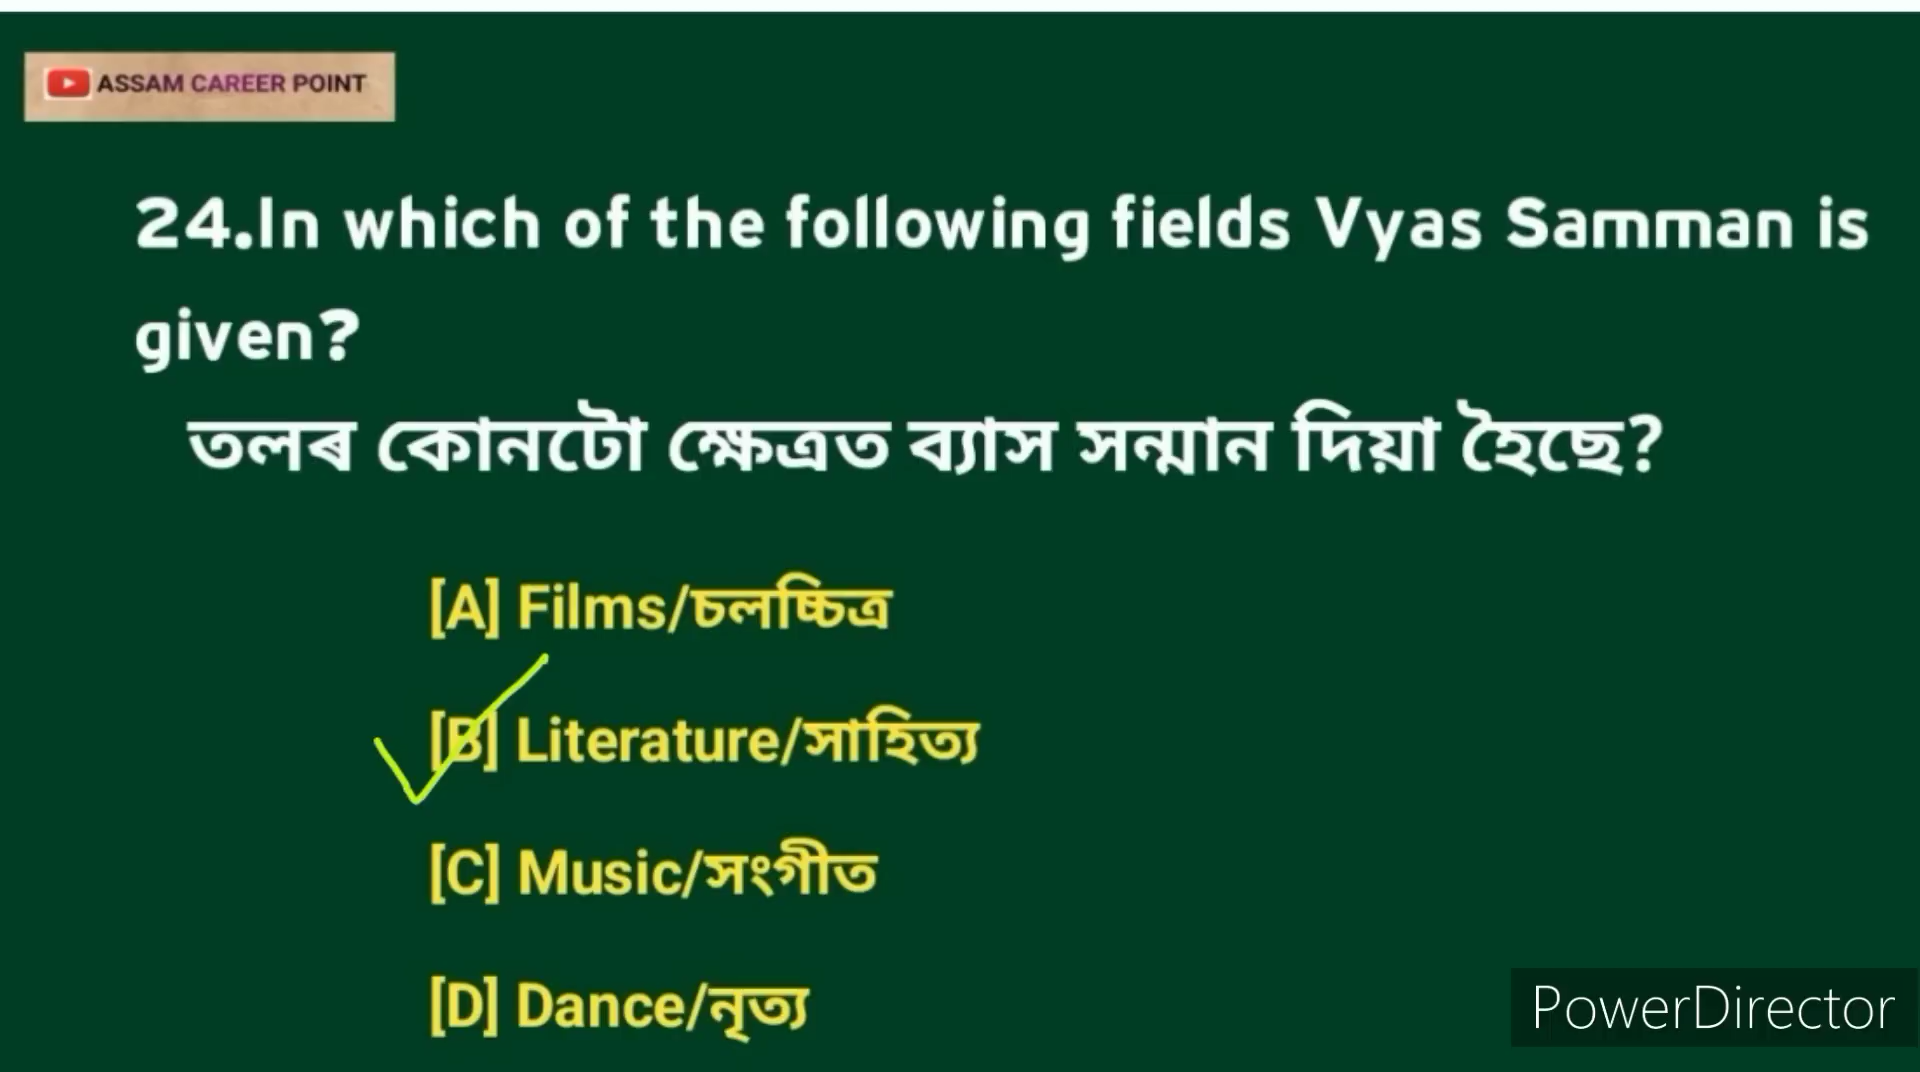 ASSAM CAREER POINT
24.In which of the following fields Vyas Samman is
given?
তলৰ কোনটো ক্ষেত্ৰত ব্যাস সন্মান দিয়া হৈছে?
[A] Films/চলচ্চিত্ৰ
[B] Literature/সাহিত্য
[C] Music/সংগীত
[D] Dance/নৃত্য
PowerDirector